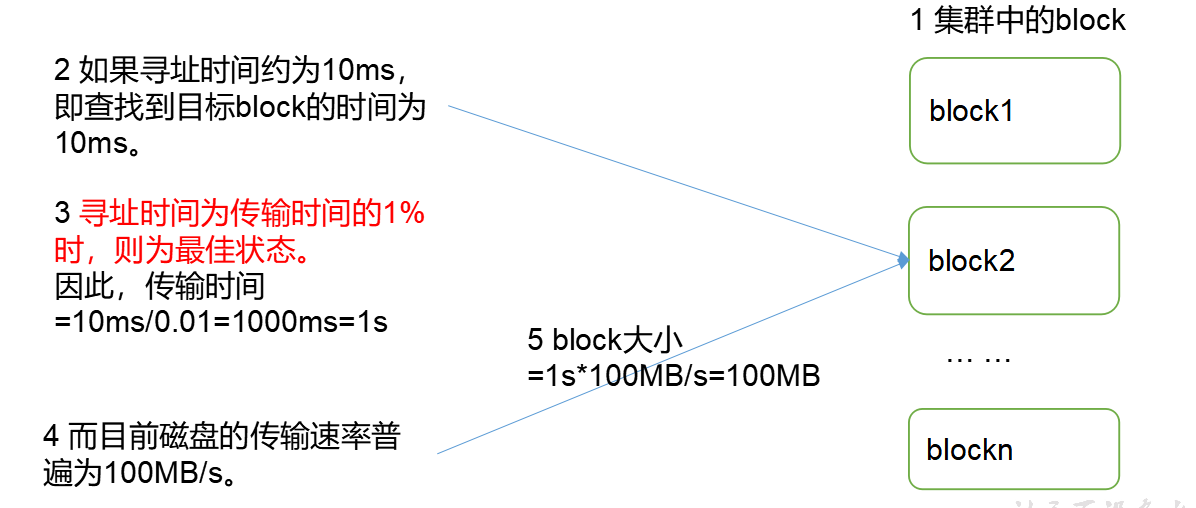 1 集群中的block
2 如果寻址时间约为10ms，
即查找到目标block的时间为
10ms。
block1
3 寻址时间为传输时间的1%
时，则为最佳状态。
因此，传输时间
=10ms/0.01=1000ms=1s
block2
5 block大小
=1s*100MB/s=100MB
… …
4 而目前磁盘的传输速率普
遍为100MB/s。
blockn